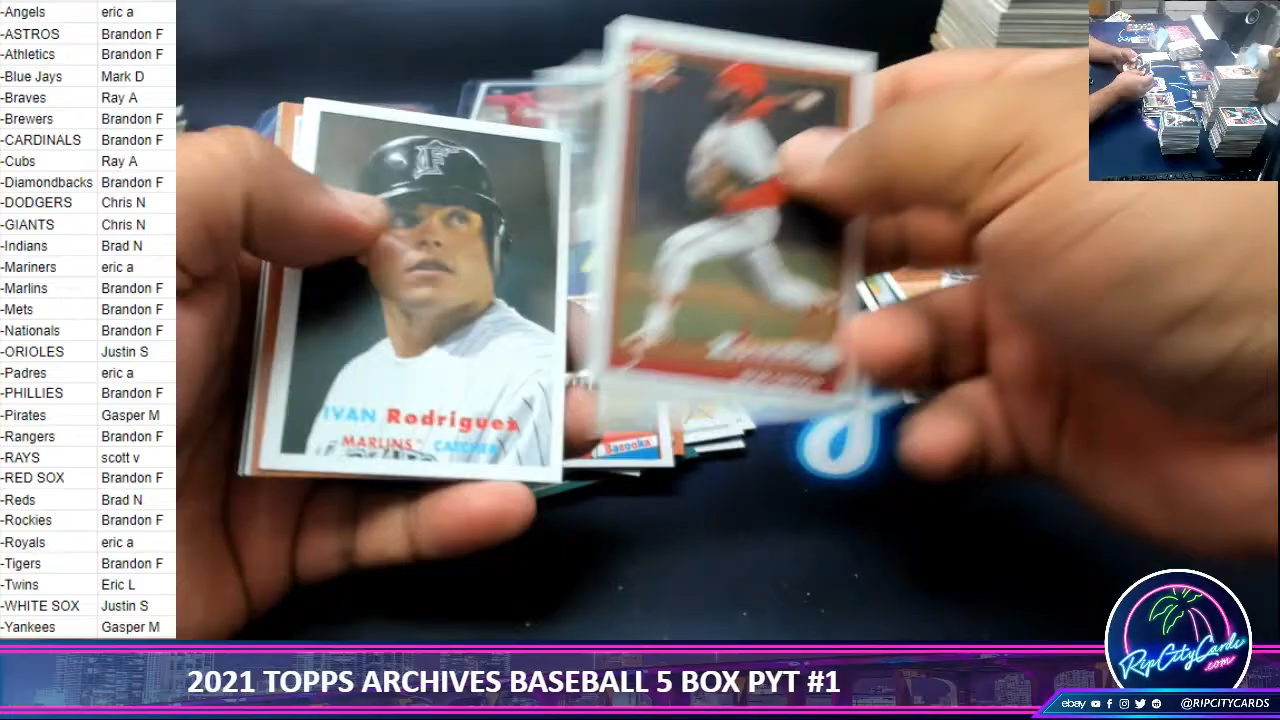 -Angels eric a
-ASTROS Brandon F
-Athletics Brandon F
-Blue Jays Mark D
-Braves Ray A
-Brewers Brandon F
-CARDINALS Brandon F
-Cubs Ray A
-Diamondbacks Brandon F
-DODGERS Chris N
-GIANTS Chris N
-Indians Brad N
-Mariners eric a
-Marlins Brandon F
-Mets Brandon F
-Nationals Brandon F
-ORIOLES Justin S
-Padres eric a
-PHILLIES Brandon F
-Pirates Gasper M
-Rangers Brandon F
-RAYS scott v
-RED SOX Brandon F
-Reds Brad N
-Rockies Brandon F
-Royals eric a
-Tigers Brandon F
-Twins Eric L
-WHITE SOX Justin S
-Yankees Gasper M
F
IVAN Rodriguez
MARLINS CATCHER
Bazooka
RipCityCards
.com
2021 TOPPS ARCHIVES BASEBALL 5 BOX PYT #1
ebay @RIPCITYCARDS